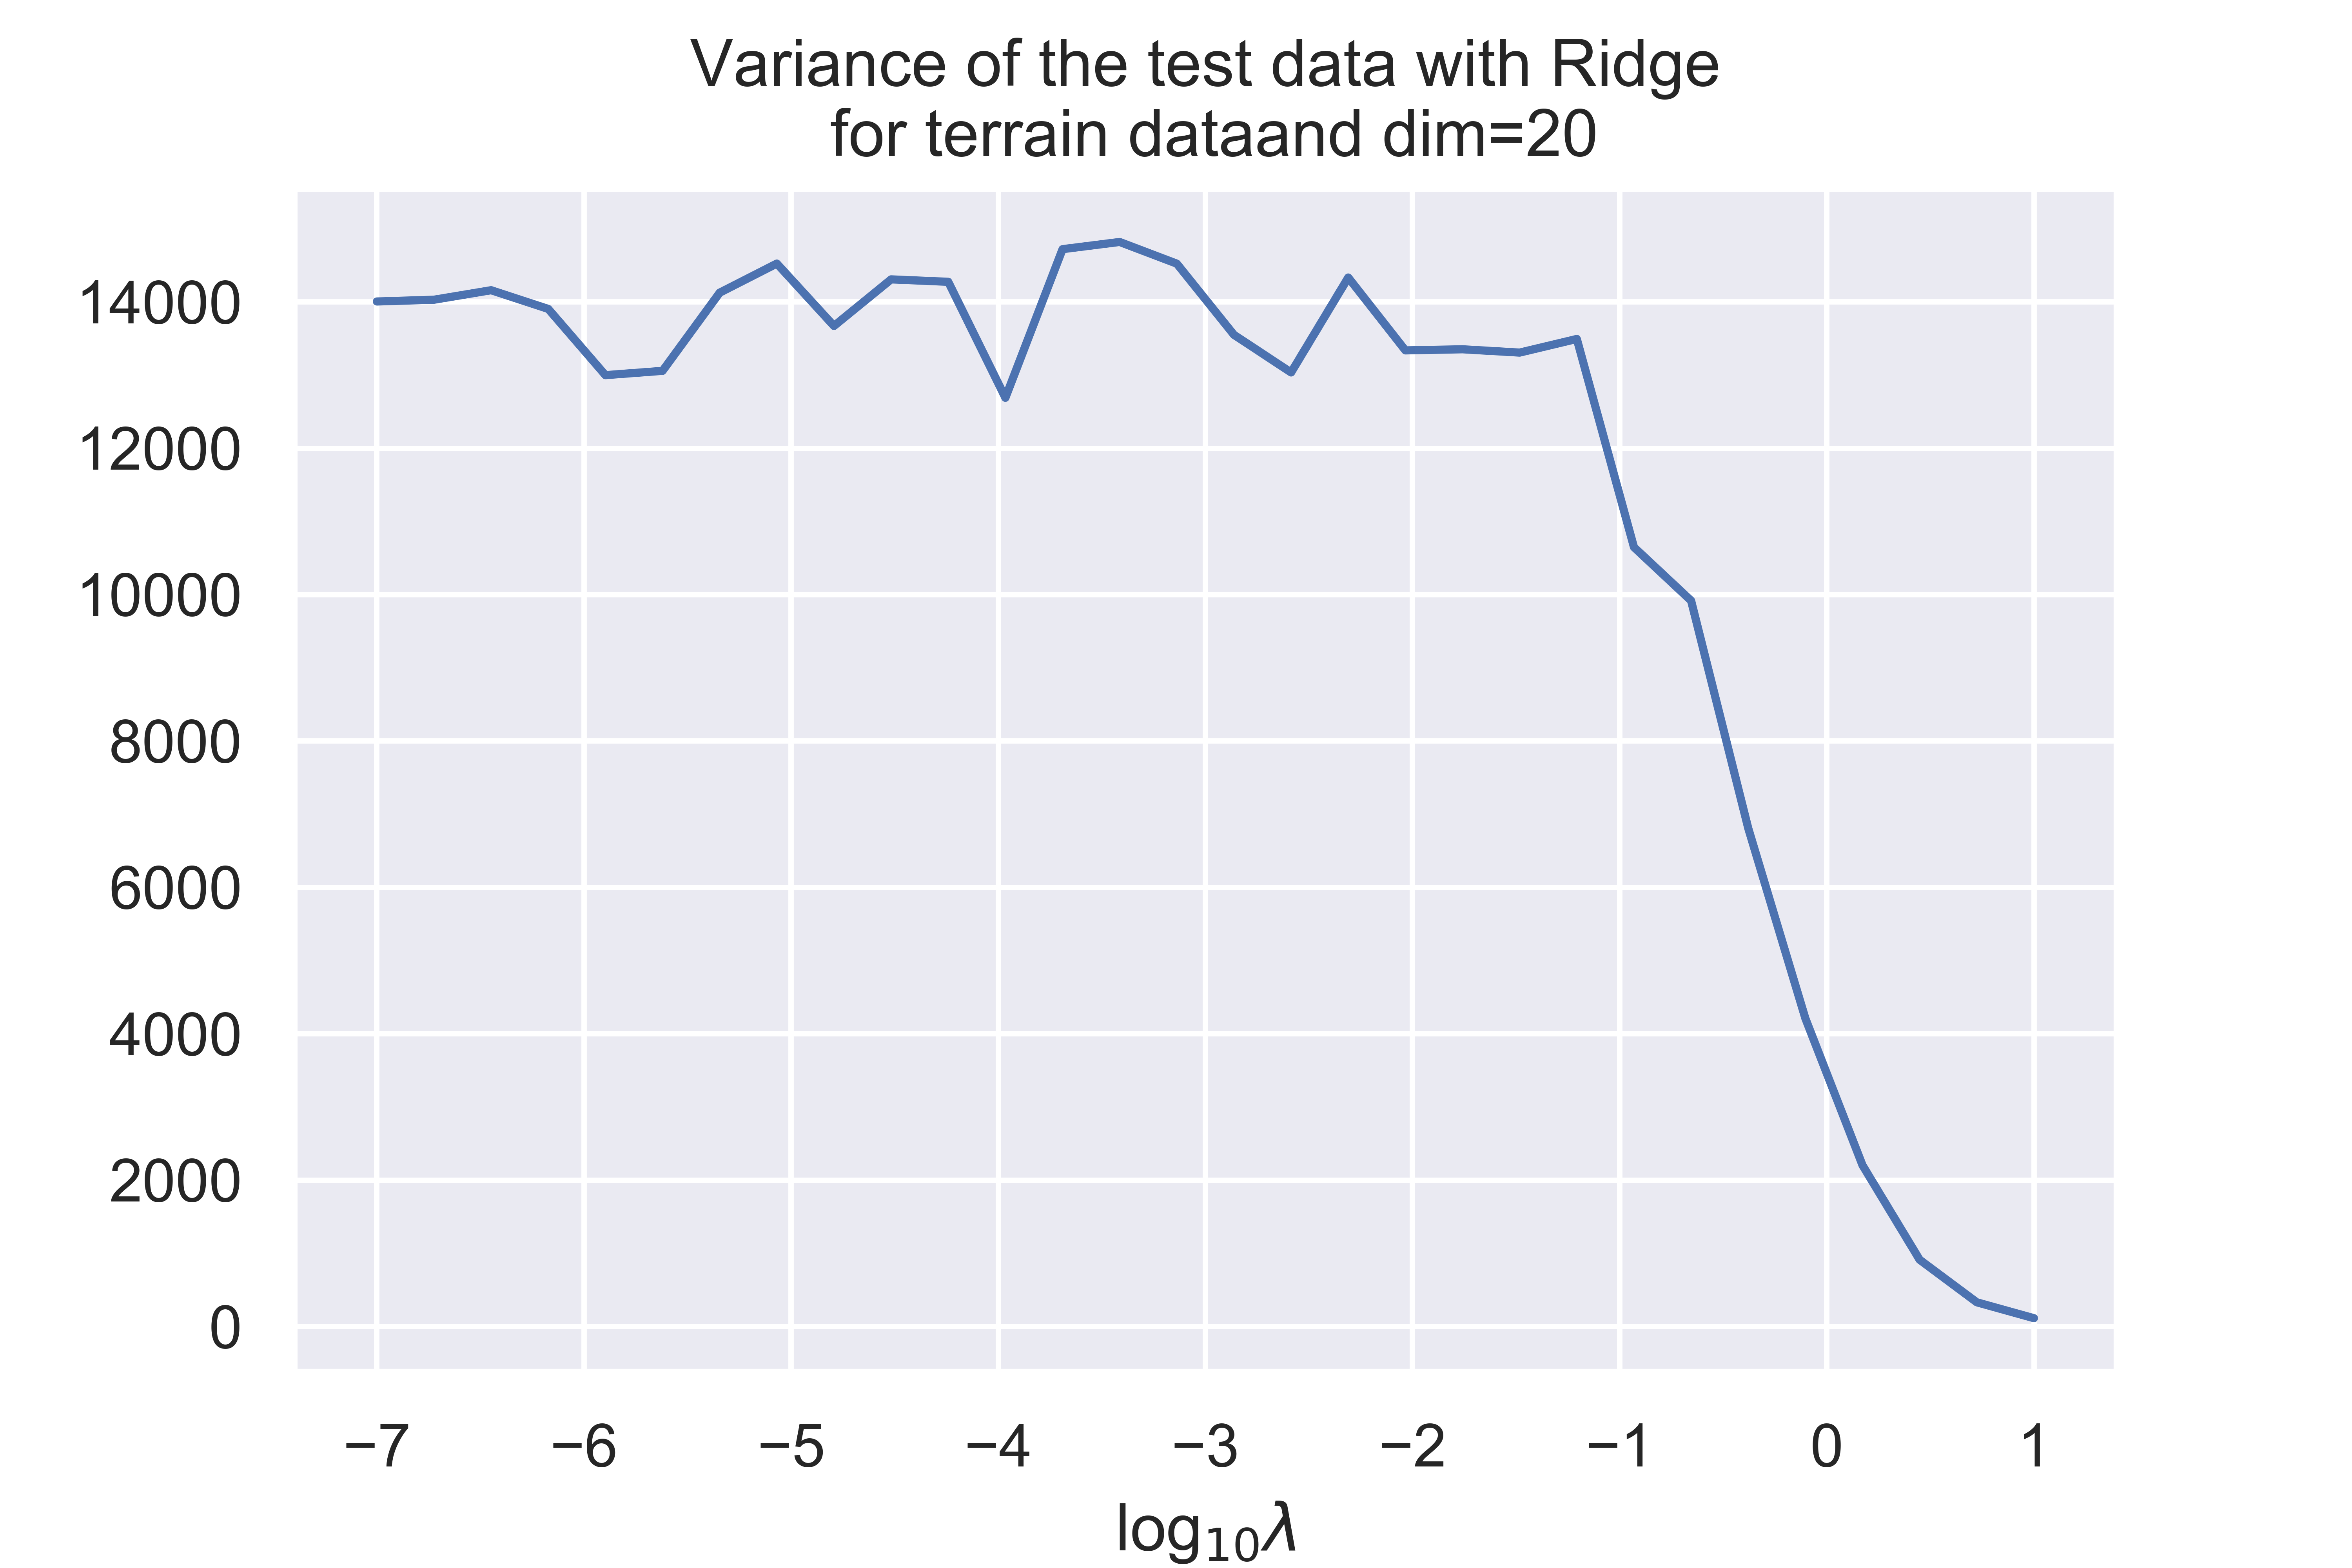 Variance of the test data with Ridge
for terrain dataand dim=20
14000
12000
10000
8000
6000
4000
2000
0
−7 −6 −5 −4 −3 −2 −1 0 1
log₁₀λ